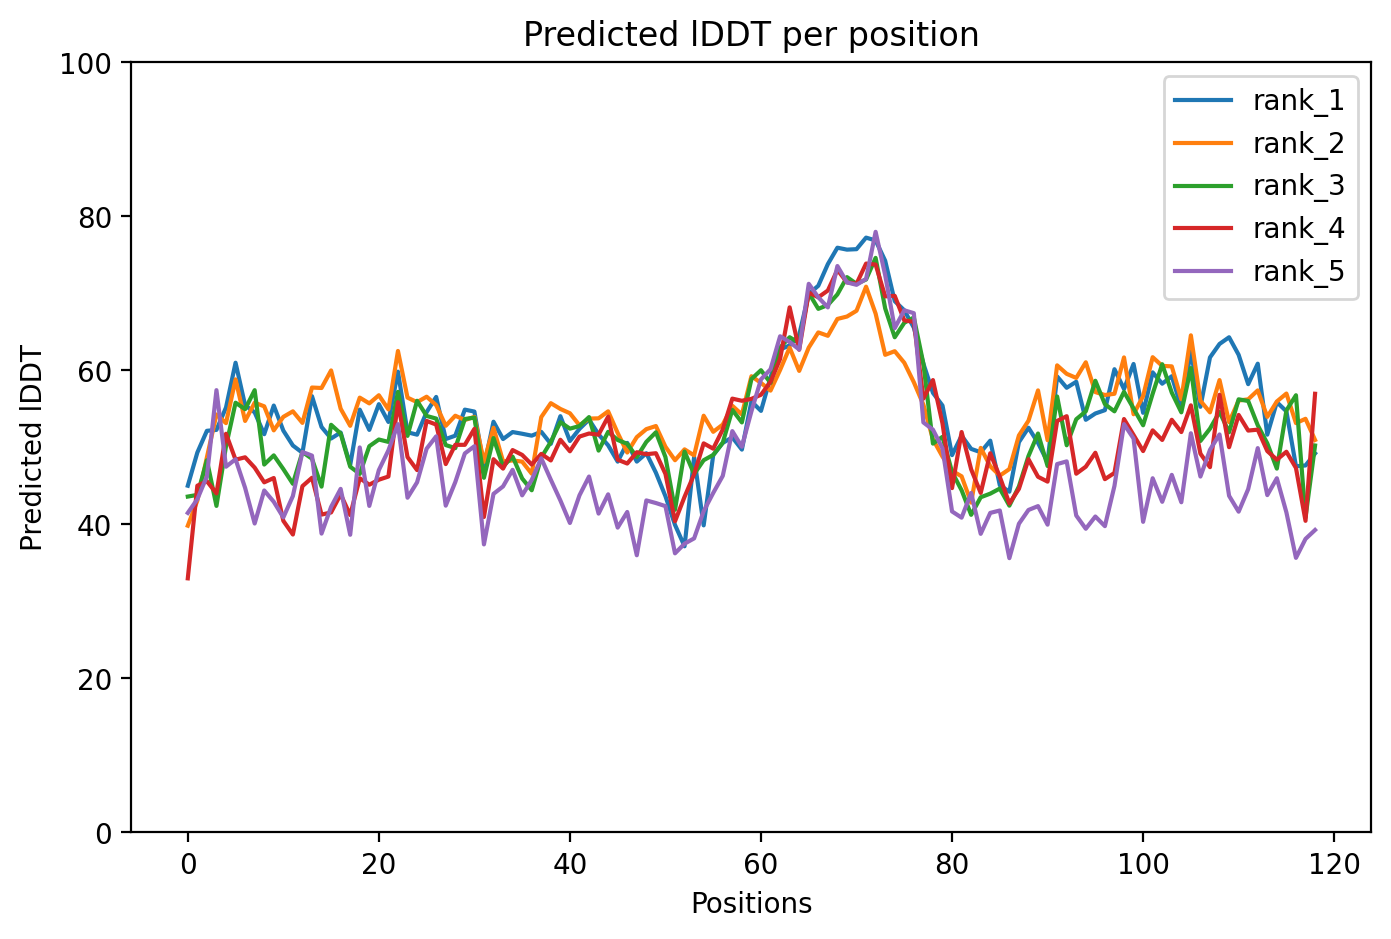 Predicted lDDT per position
100
80
60
40
20
0
Predicted lDDT
0 20 40 60 80 100 120
Positions
rank_1
rank_2
rank_3
rank_4
rank_5